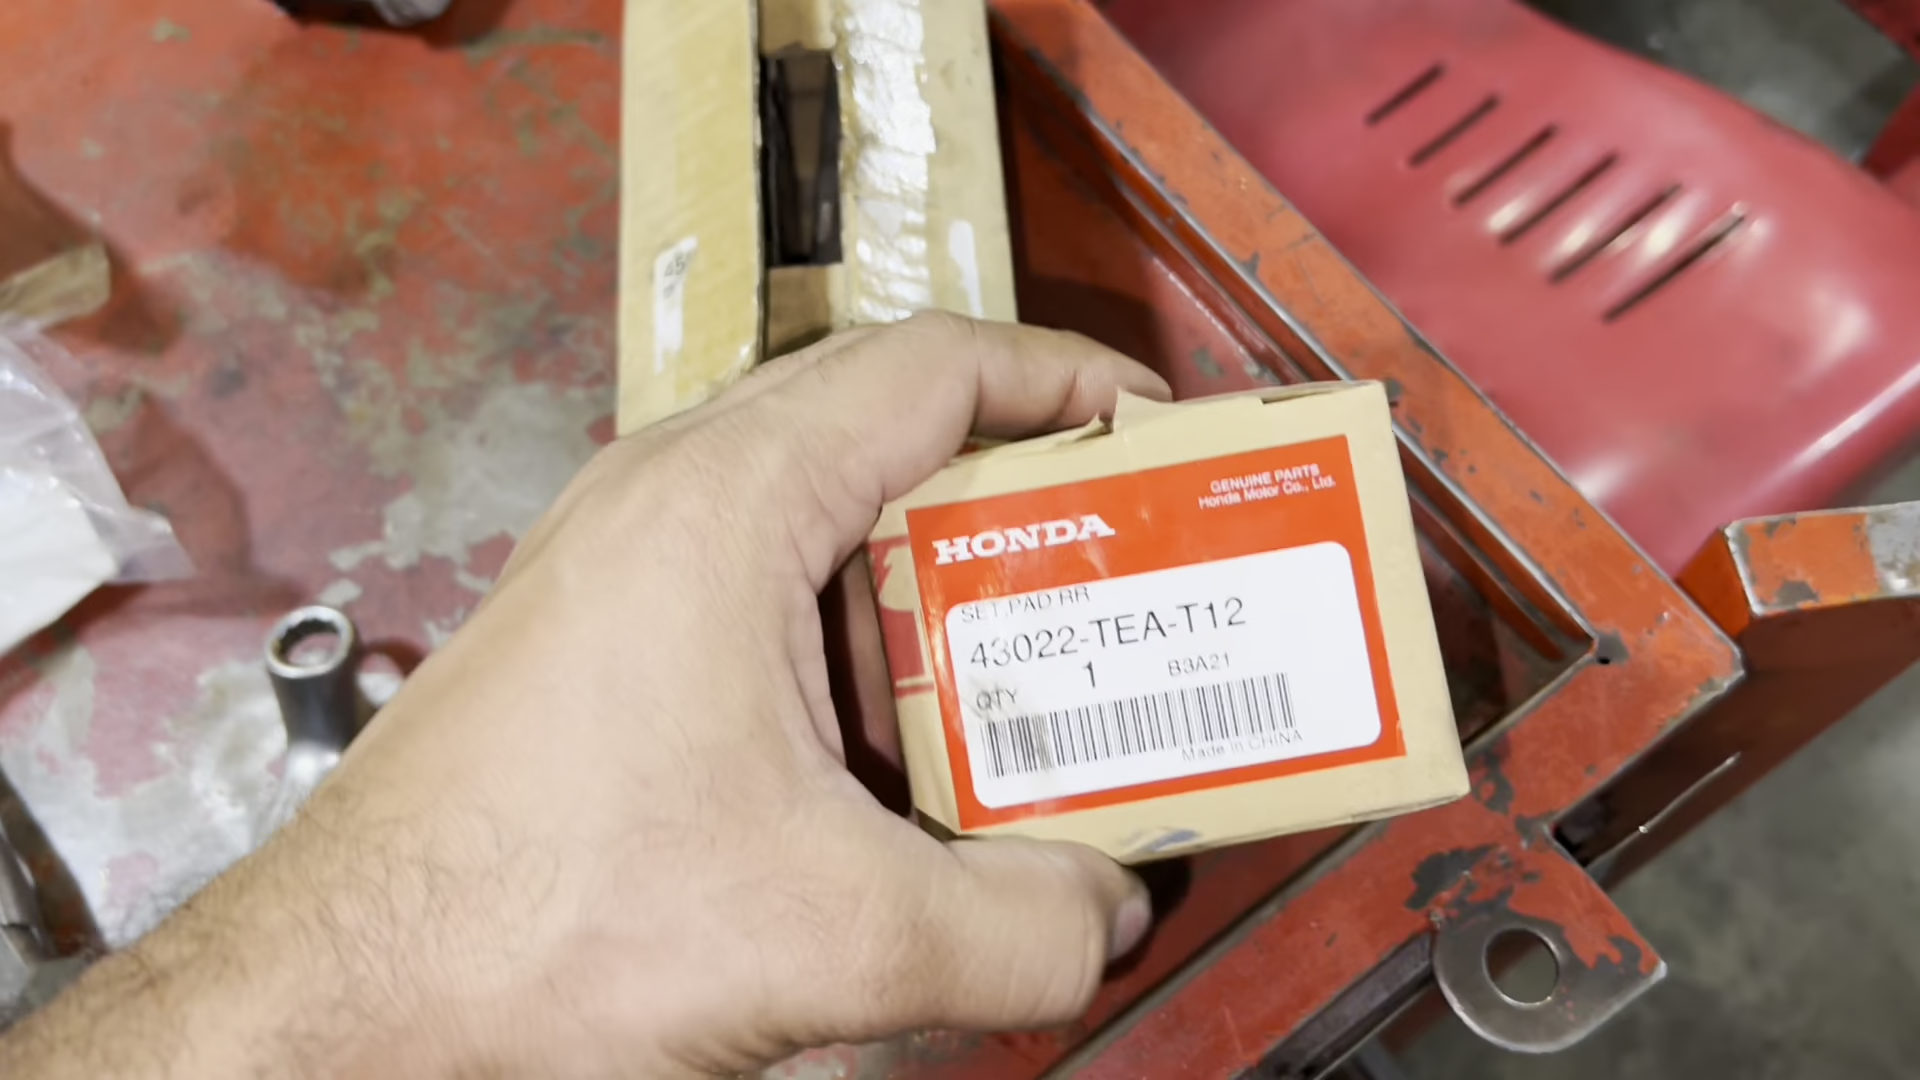 GENUINE PARTS
Honda Motor Co., Ltd.
HONDA
SET, PAD RR
43022-TEA-T12
QTY 1 B3A21
Made in CHINA